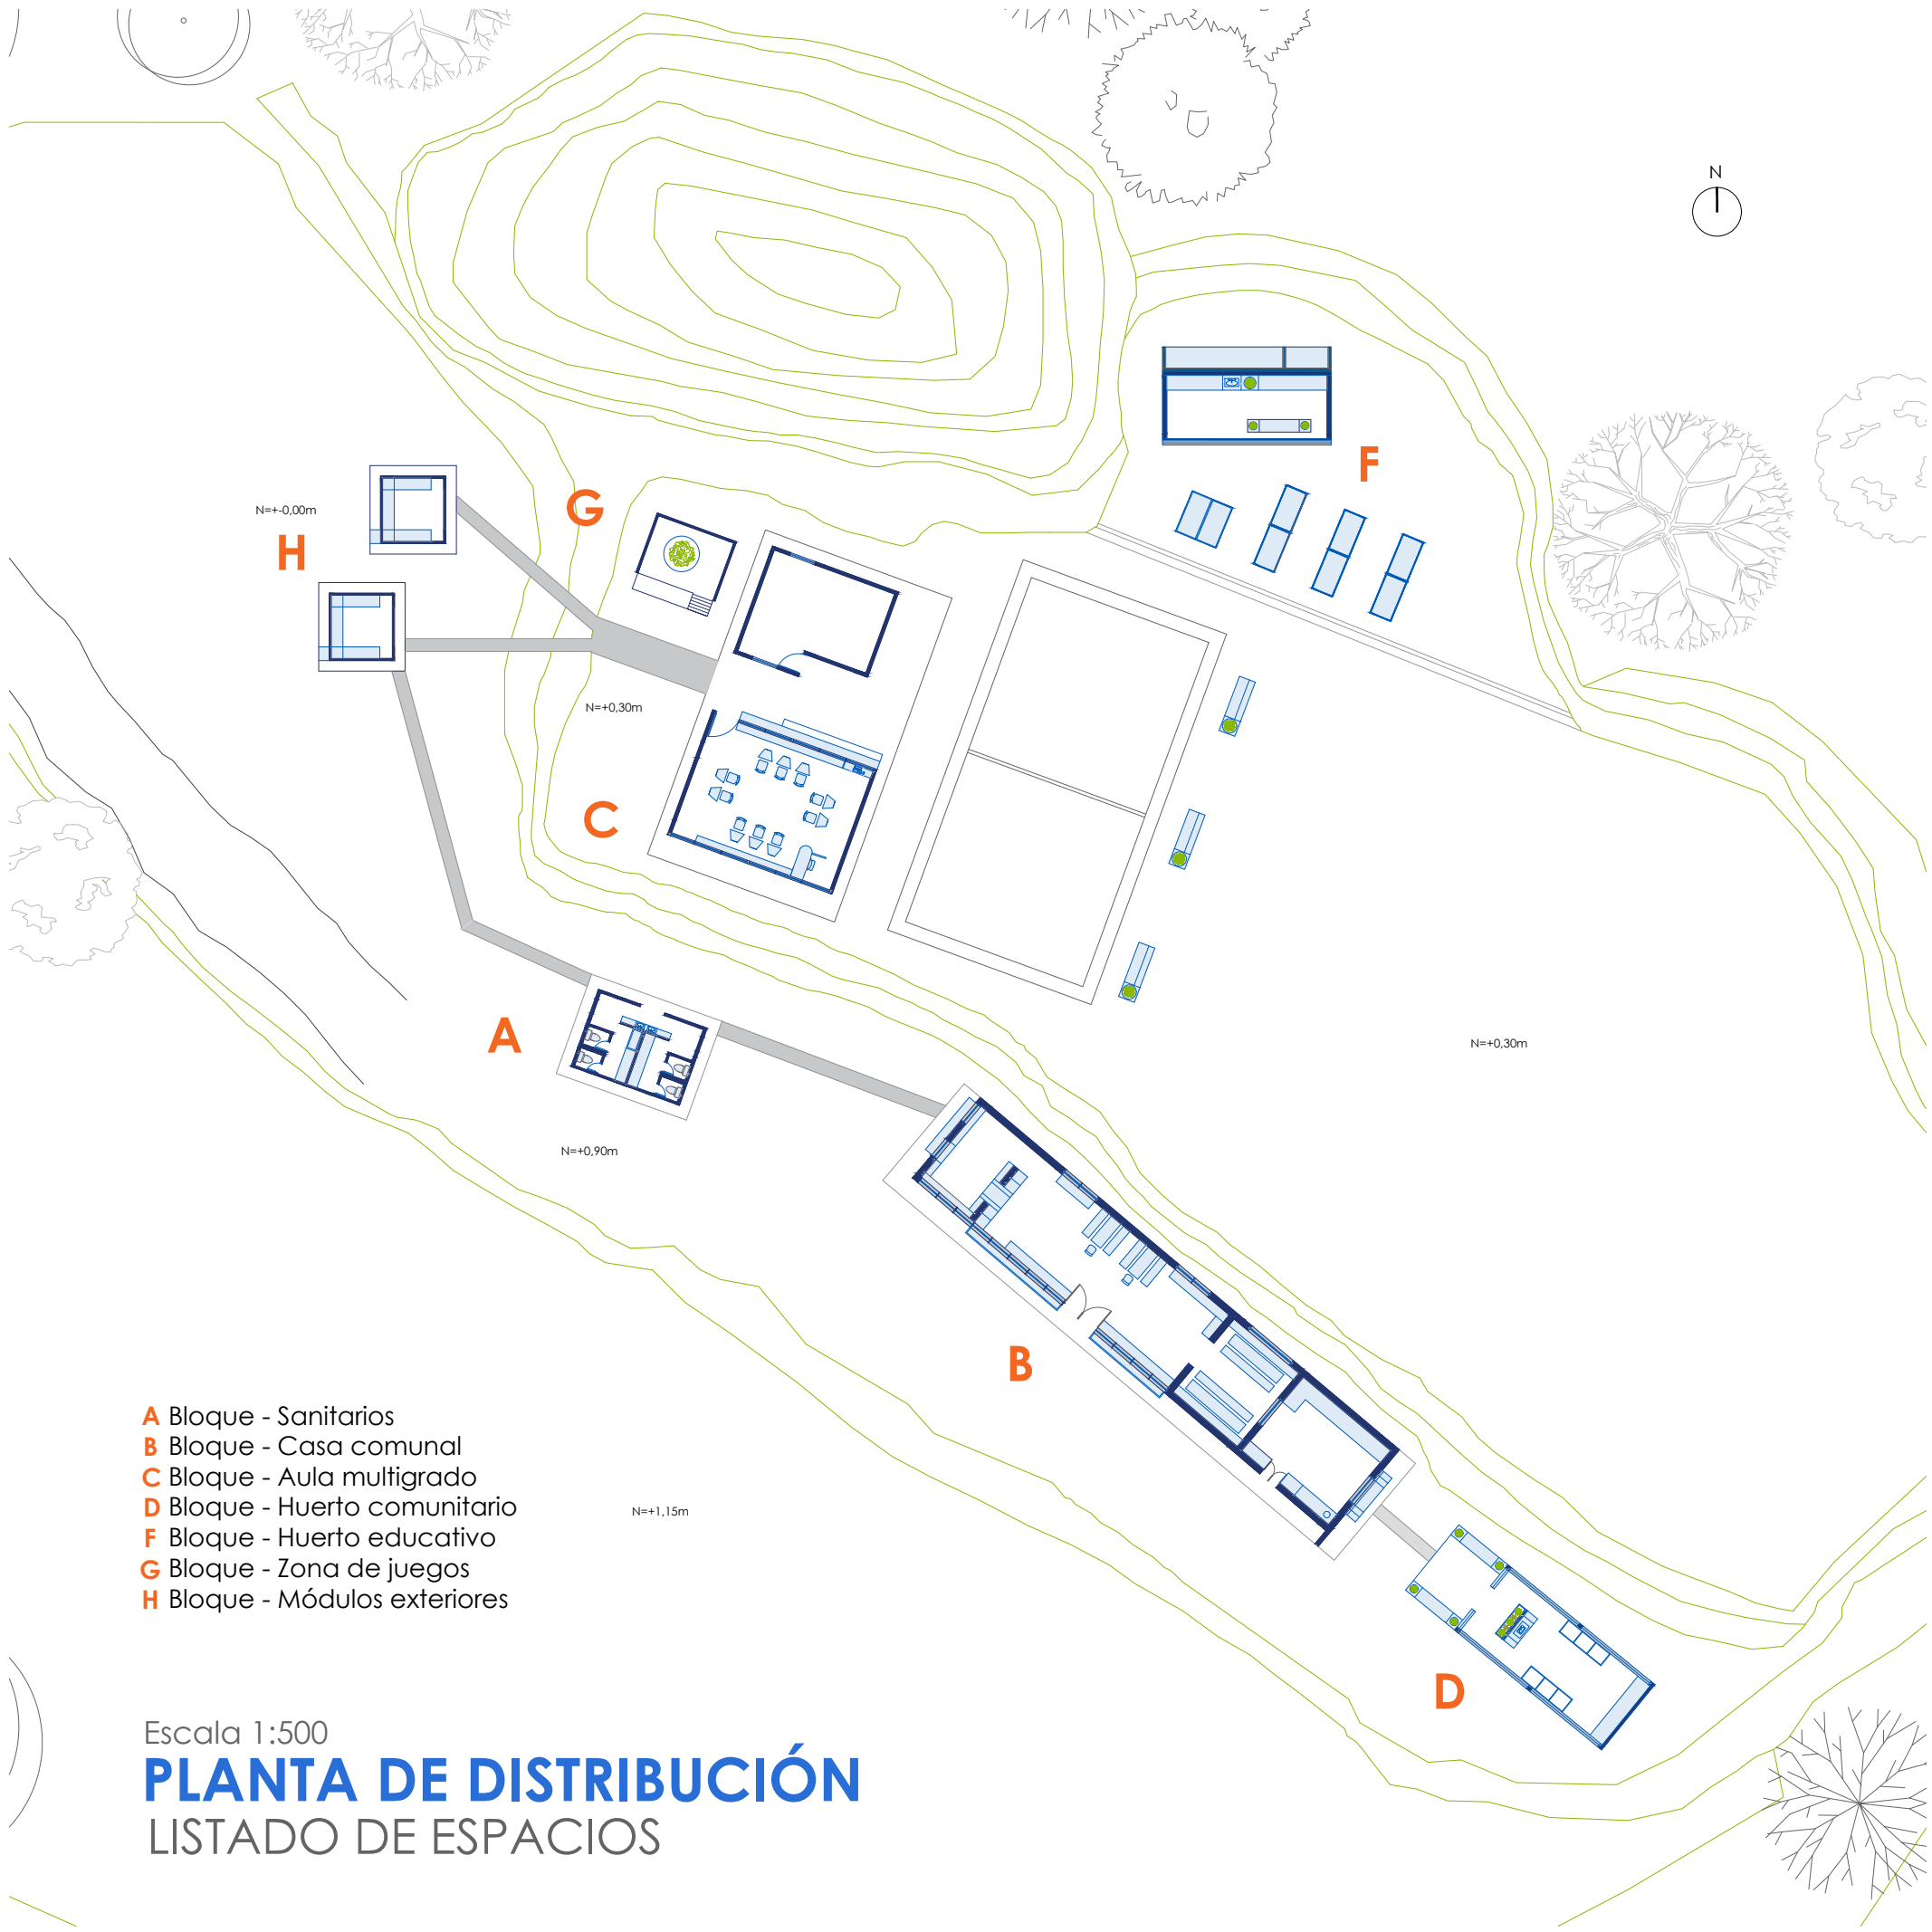 N
F
G
N=+-0,00m
H
N=+0,30m
C
A
N=+0,30m
N=+0,90m
B
A Bloque - Sanitarios
B Bloque - Casa comunal
C Bloque - Aula multigrado
D Bloque - Huerto comunitario
F Bloque - Huerto educativo
G Bloque - Zona de juegos
H Bloque - Módulos exteriores
N=+1,15m
D
Escala 1:500
PLANTA DE DISTRIBUCIÓN
LISTADO DE ESPACIOS